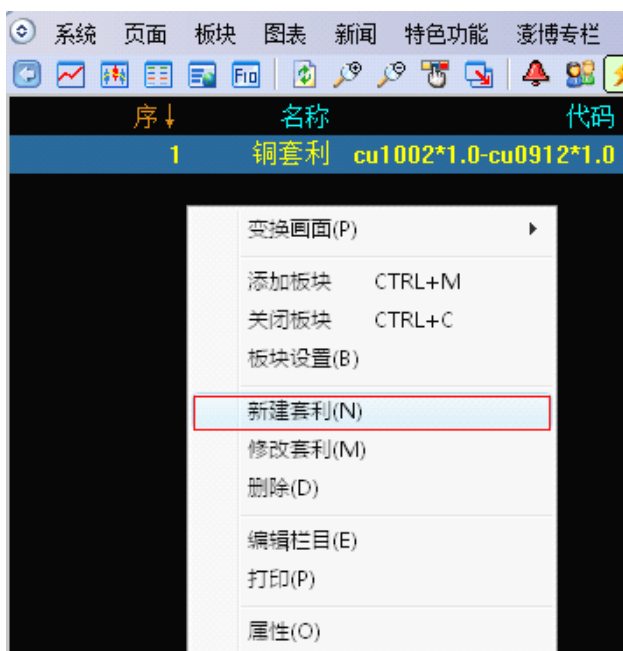 系统 页面 板块 图表 新闻 特色功能 澎博专栏
F10
序↓ 名称 代码
1 铜套利 cu1002*1.0-cu0912*1.0
变换画面(P)
添加板块 CTRL+M
关闭板块 CTRL+C
板块设置(B)
新建套利(N)
修改套利(M)
删除(D)
编辑栏目(E)
打印(P)
属性(O)